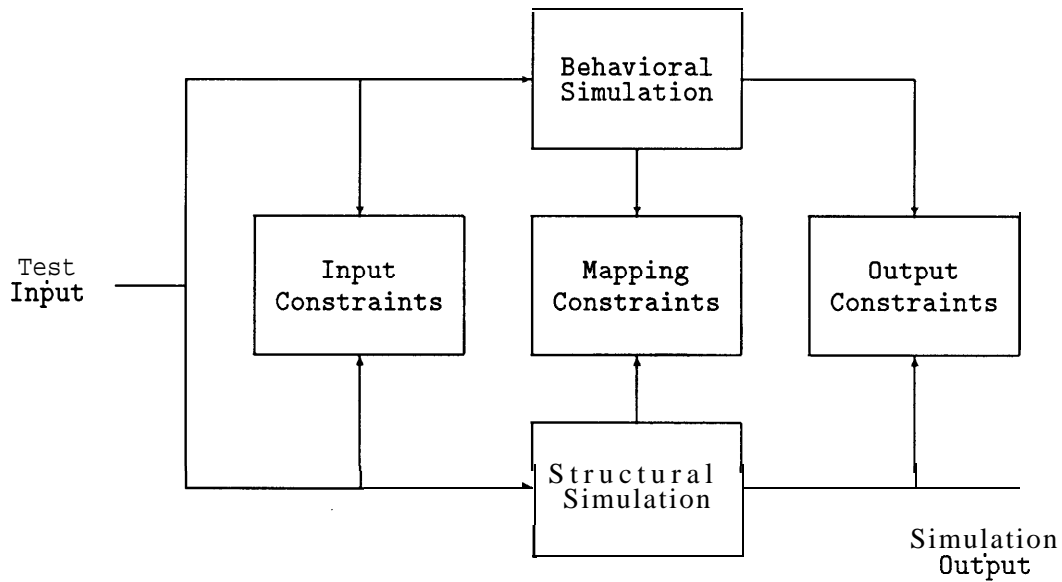 Behavioral
Simulation
Test
Input
Input
Constraints
Mapping
Constraints
Output
Constraints
Structural
Simulation
Simulation
Output